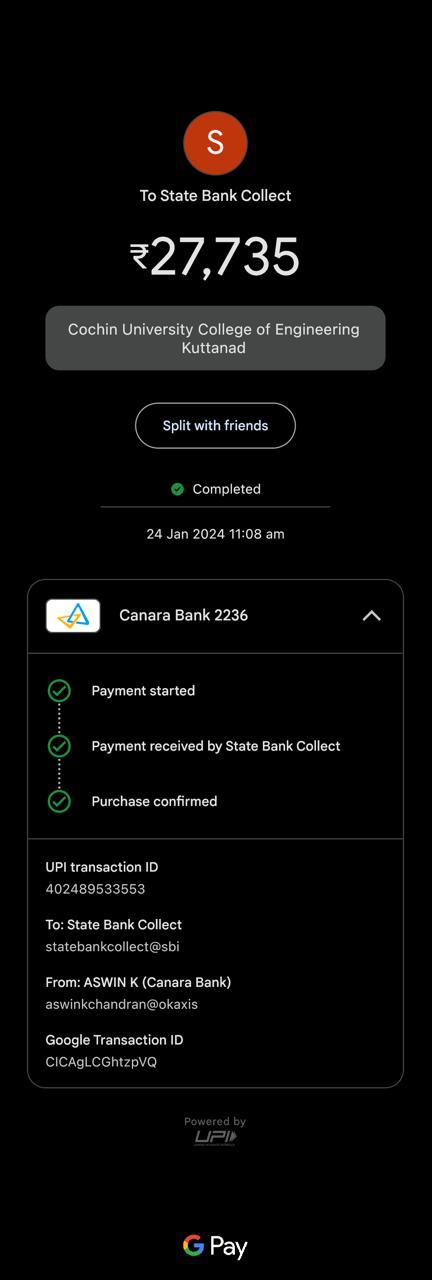 S
To State Bank Collect
₹27,735
Cochin University College of Engineering
Kuttanad
Split with friends
Completed
24 Jan 2024 11:08 am
Canara Bank 2236
Payment started
Payment received by State Bank Collect
Purchase confirmed
UPI transaction ID
402489533553
To: State Bank Collect
statebankcollect@sbi
From: ASWIN K (Canara Bank)
aswinkchandran@okaxis
Google Transaction ID
CICAgLCGhtzpVQ
Powered by
UPI
G Pay